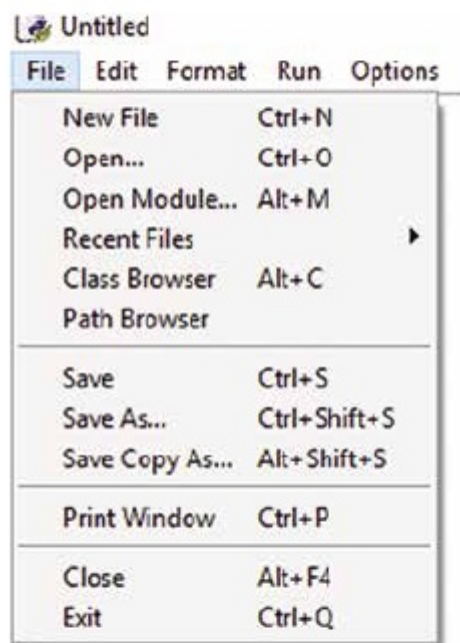 Untitled
File Edit Format Run Options
New File Ctrl+N
Open... Ctrl+O
Open Module... Alt+M
Recent Files
Class Browser Alt+C
Path Browser
Save Ctrl+S
Save As... Ctrl+Shift+S
Save Copy As... Alt+Shift+S
Print Window Ctrl+P
Close Alt+F4
Exit Ctrl+Q